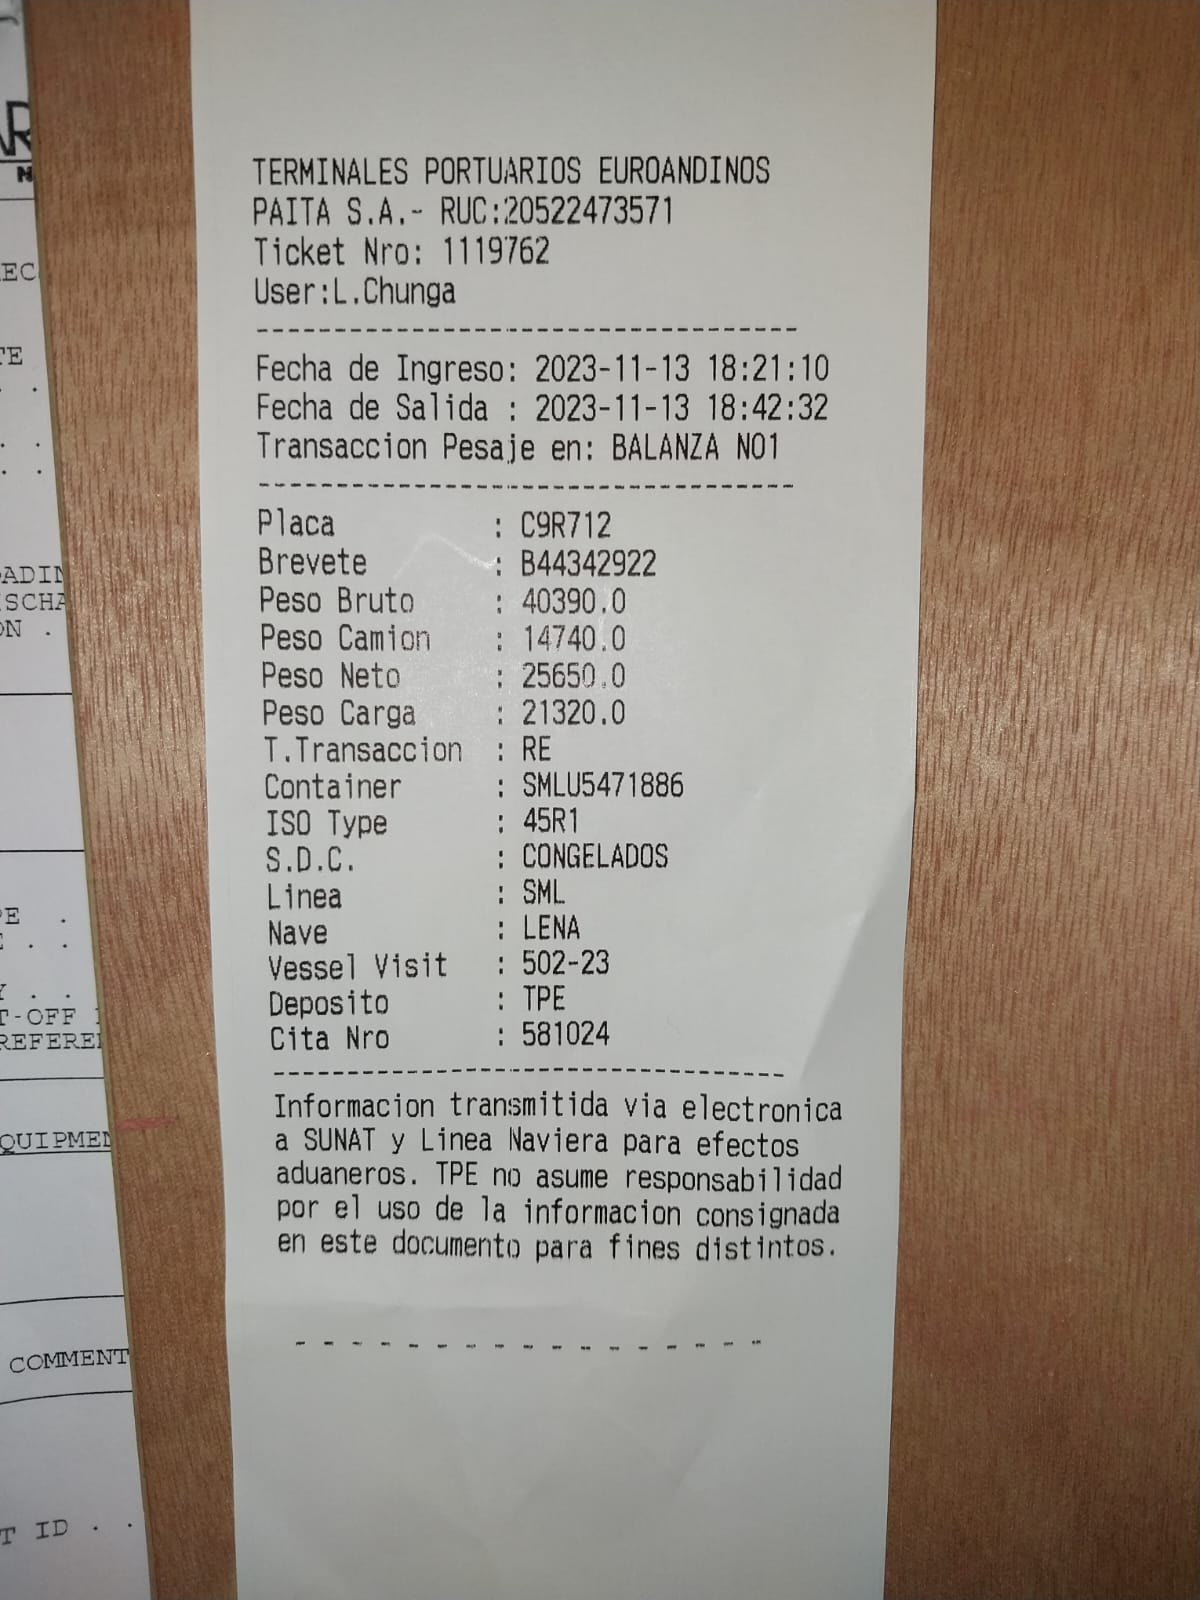 TERMINALES PORTUARIOS EUROANDINOS
PAITA S.A.- RUC:20522473571
Ticket Nro: 1119762
User:L.Chunga
Fecha de Ingreso: 2023-11-13 18:21:10
Fecha de Salida : 2023-11-13 18:42:32
Transaccion Pesaje en: BALANZA NO1
Placa : C9R712
Brevete : B44342922
Peso Bruto : 40390.0
Peso Camion : 14740.0
Peso Neto : 25650.0
Peso Carga : 21320.0
T.Transaccion : RE
Container : SMLU5471886
ISO Type : 45R1
S.D.C. : CONGELADOS
Linea : SML
Nave : LENA
Vessel Visit : 502-23
Deposito : TPE
Cita Nro : 581024
Informacion transmitida via electronica
a SUNAT y Linea Naviera para efectos
aduaneros. TPE no asume responsabilidad
por el uso de la informacion consignada
en este documento para fines distintos.
COMMENT
ID . .